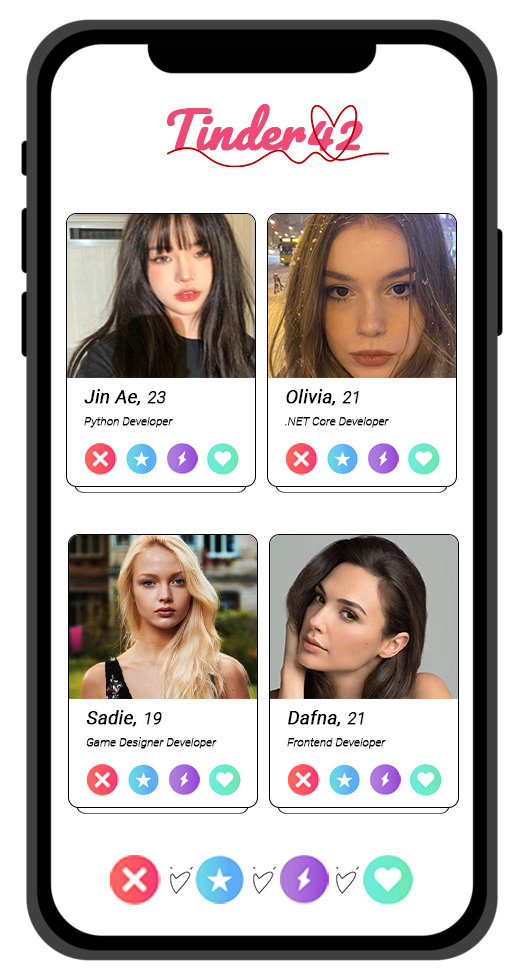 Tinder42
Jin Ae, 23
Python Developer
Olivia, 21
.NET Core Developer
Sadie, 19
Game Designer Developer
Dafna, 21
Frontend Developer